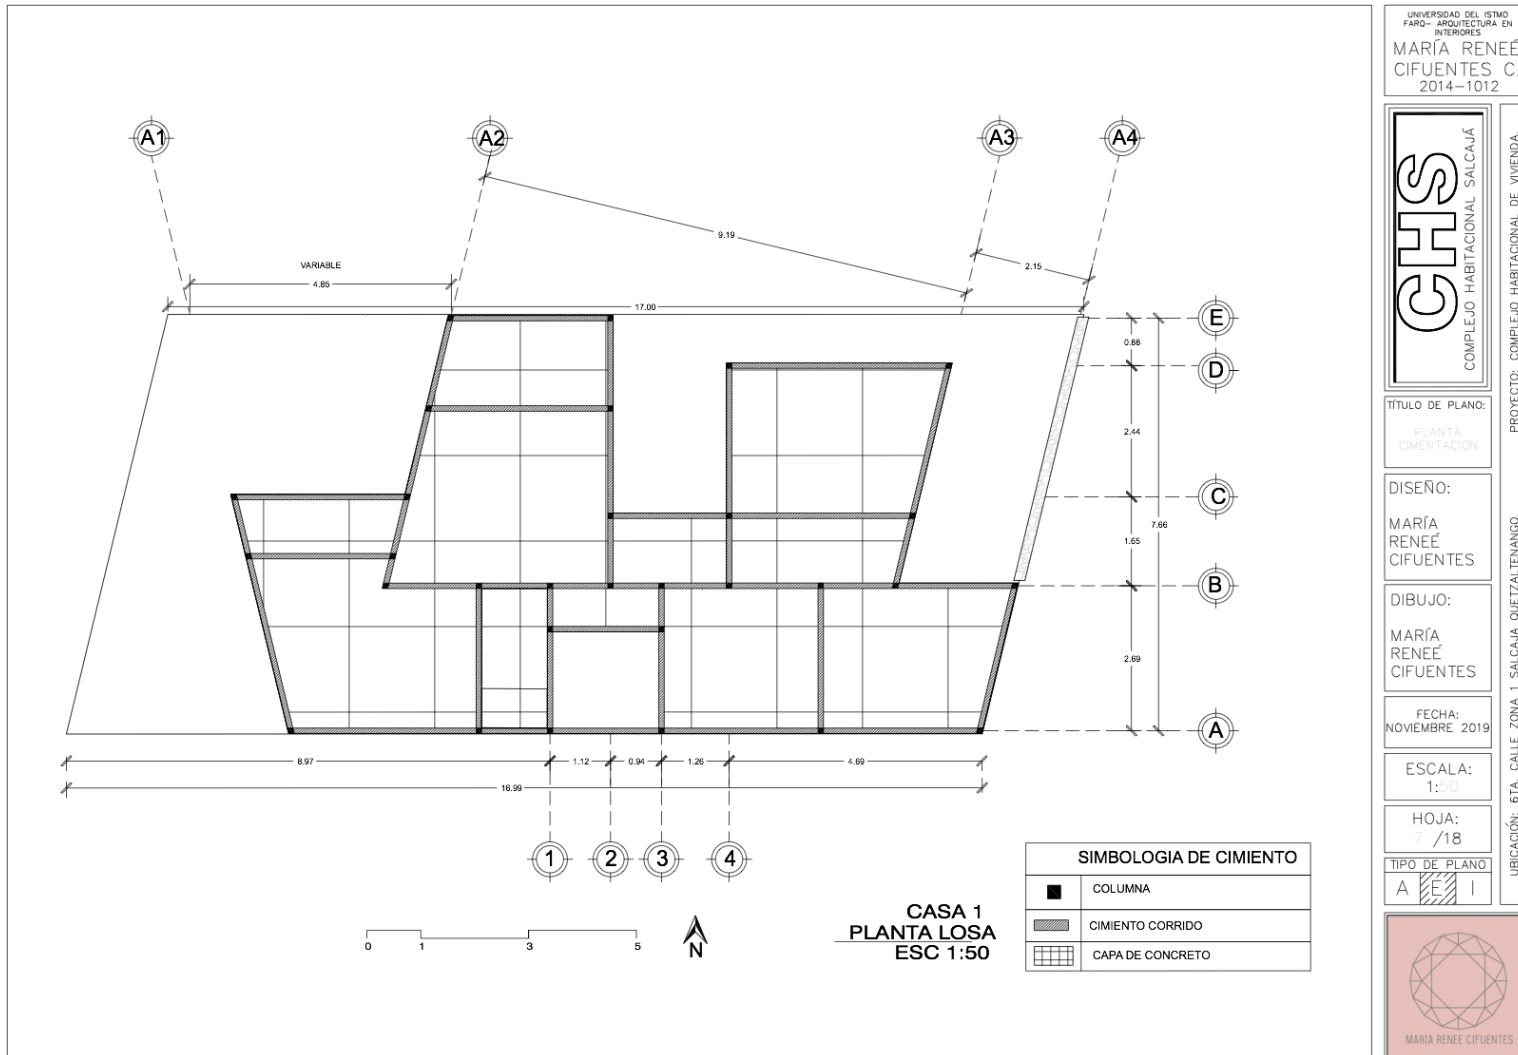 A1
A2
A3
A4
9.19
2.15
VARIABLE
4.85
17.00
E
D
C
B
A
0.88
2.44
1.65
2.69
7.66
8.97
1.12
0.94
1.26
4.69
16.99
1
2
3
4
0
1
3
5
N
CASA 1
PLANTA LOSA
ESC 1:50
SIMBOLOGIA DE CIMIENTO
COLUMNA
CIMIENTO CORRIDO
CAPA DE CONCRETO
UNIVERSIDAD DEL ISTMO
FARQ- ARQUITECTURA EN
INTERIORES
MARÍA RENEÉ
CIFUENTES C.
2014-1012
CHS
COMPLEJO HABITACIONAL SALCAJÁ
PROYECTO: COMPLEJO HABITACIONAL DE VIVIENDA.
UBICACIÓN: 6TA. CALLE ZONA 1 SALCAJA QUETZALTENANGO.
TÍTULO DE PLANO:
PLANTA
CIMENTACION
DISEÑO:
MARÍA
RENEÉ
CIFUENTES
DIBUJO:
MARÍA
RENEÉ
CIFUENTES
FECHA:
NOVIEMBRE 2019
ESCALA:
1:50
HOJA:
7 /18
TIPO DE PLANO
A E I
MARIA RENEE CIFUENTES